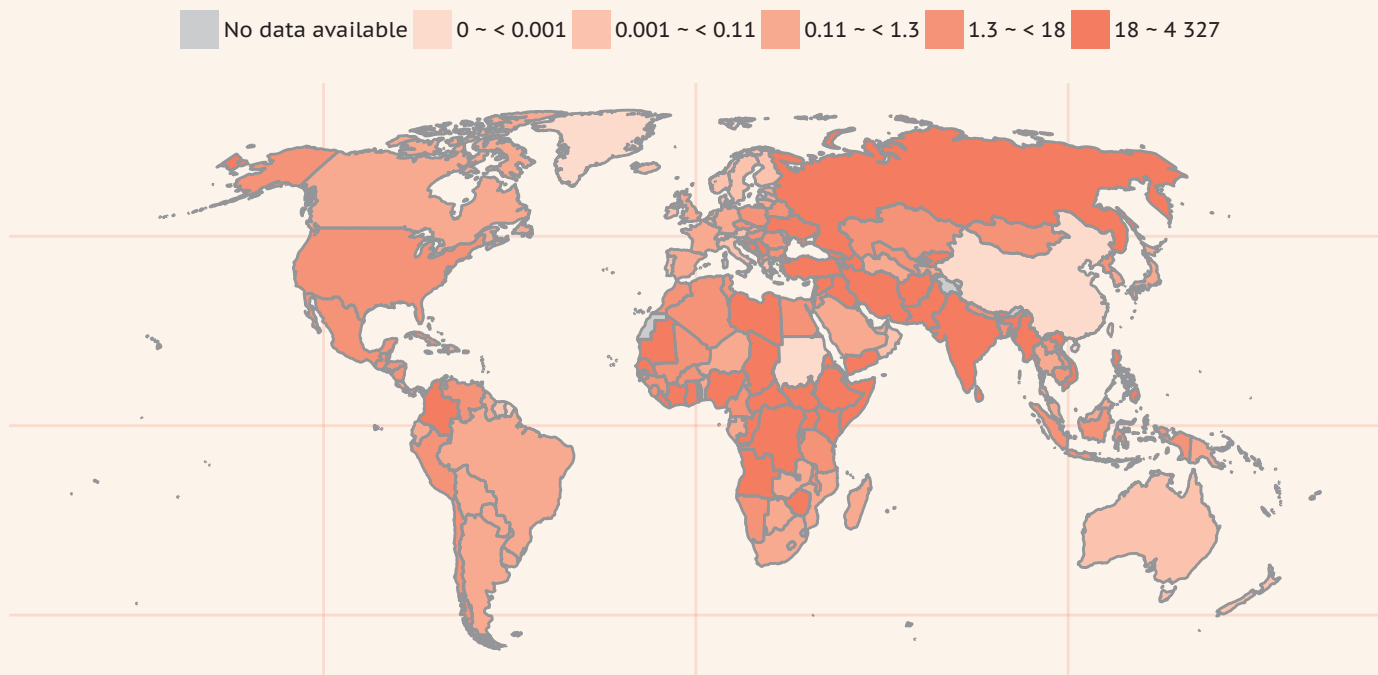 No data available 0 ~ < 0.001 0.001 ~ < 0.11 0.11 ~ < 1.3 1.3 ~ < 18 18 ~ 4 327